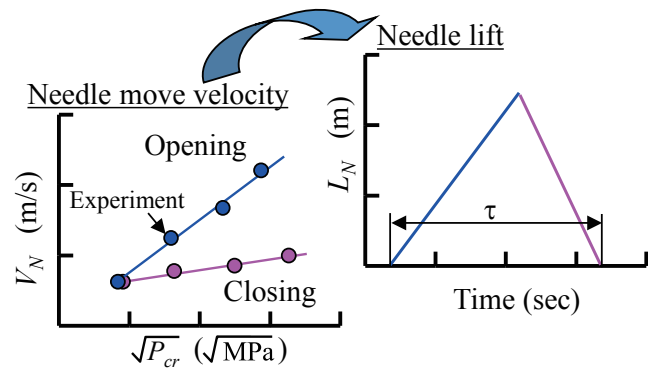 Needle lift
Needle move velocity
Opening
Experiment
Closing
V_N (m/s)
√P_cr (√MPa)
L_N (m)
τ
Time (sec)